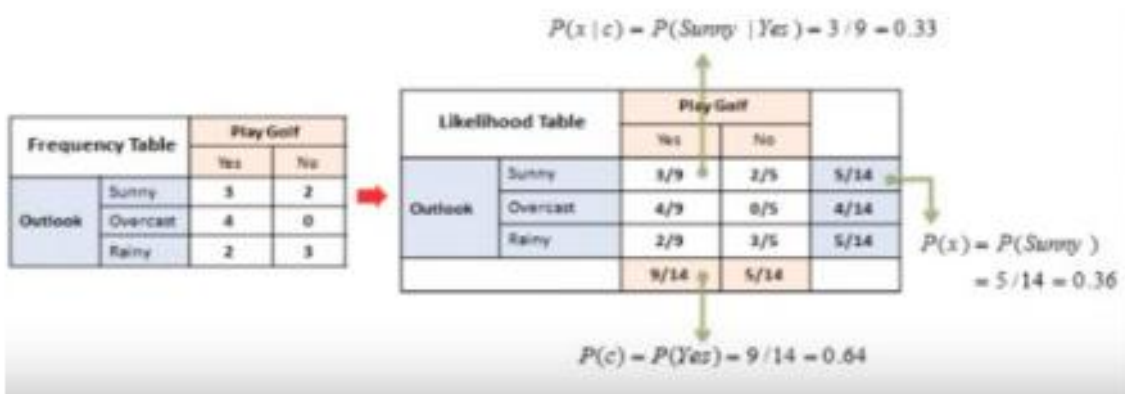 P(x | c) = P(Sunny | Yes) = 3 / 9 = 0.33
Frequency Table Play Golf
Yes No
Outlook Sunny 3 2
Overcast 4 0
Rainy 2 3
Likelihood Table Play Golf
Yes No
Outlook Sunny 3/9 2/5 5/14
Overcast 4/9 0/5 4/14
Rainy 2/9 3/5 5/14
9/14 5/14
P(x) = P(Sunny)
= 5 / 14 = 0.36
P(c) = P(Yes) = 9 / 14 = 0.64